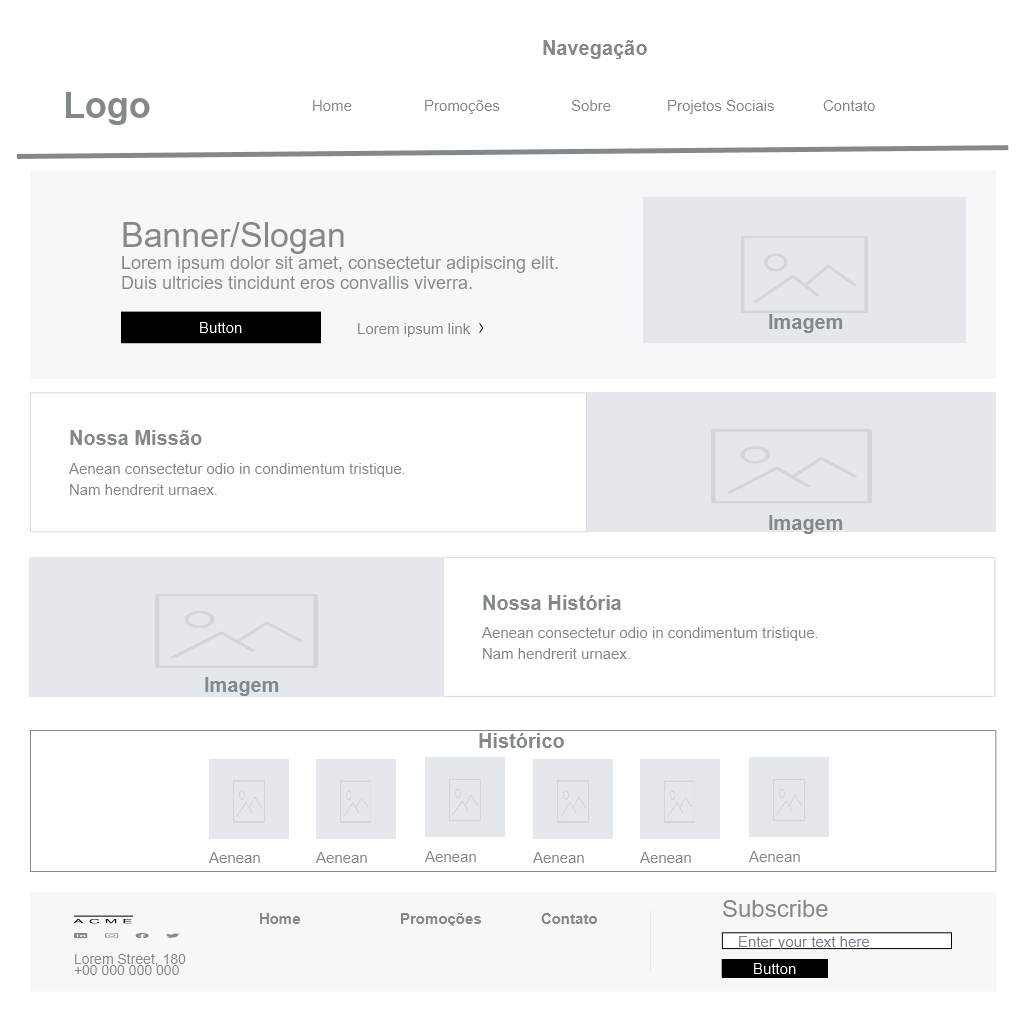 Navegação
Logo
Home
Promoções
Sobre
Projetos Sociais
Contato
Banner/Slogan
Lorem ipsum dolor sit amet, consectetur adipiscing elit.
Duis ultricies tincidunt eros convallis viverra.
Button
Lorem ipsum link
Imagem
Nossa Missão
Aenean consectetur odio in condimentum tristique.
Nam hendrerit urnaex.
Imagem
Imagem
Nossa História
Aenean consectetur odio in condimentum tristique.
Nam hendrerit urnaex.
Histórico
Aenean
Aenean
Aenean
Aenean
Aenean
Aenean
ACME
Lorem Street, 180
+00 000 000 000
Home
Promoções
Contato
Subscribe
Enter your text here
Button